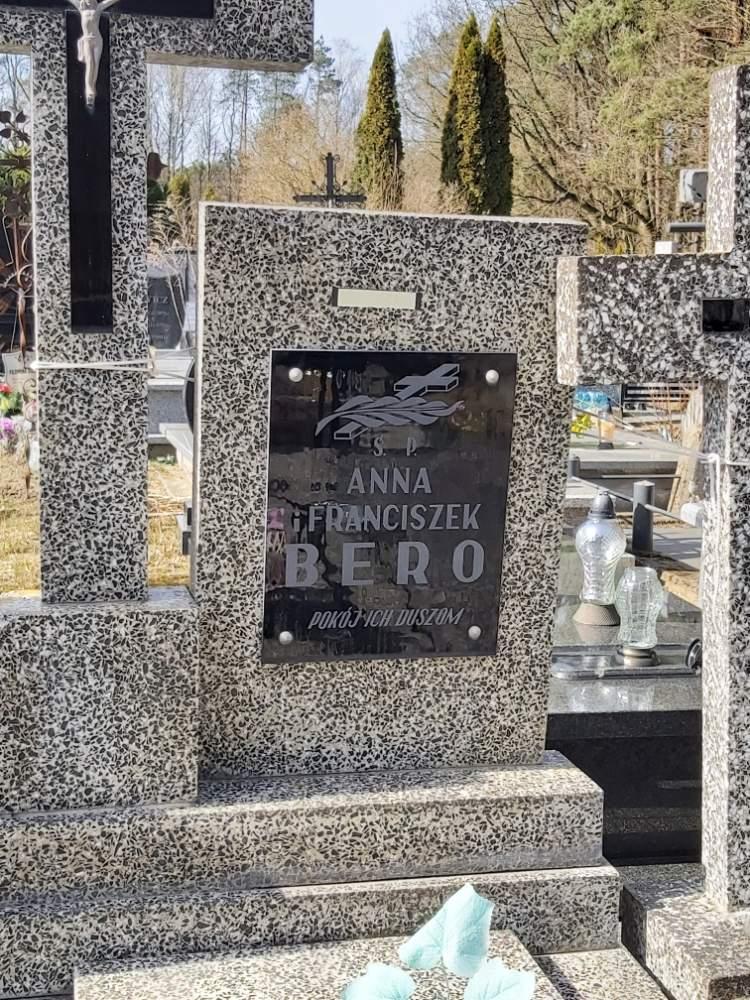 Ś. P.
ANNA
i FRANCISZEK
BERO
POKÓJ ICH DUSZOM